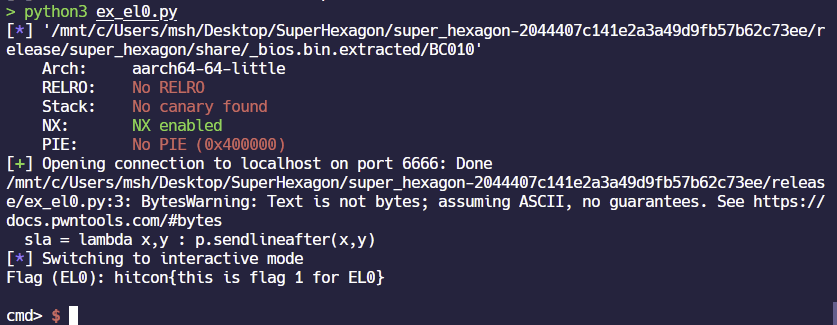 > python3 ex_el0.py
[*] '/mnt/c/Users/msh/Desktop/SuperHexagon/super_hexagon-2044407c141e2a3a49d9fb57b62c73ee/r
elease/super_hexagon/share/_bios.bin.extracted/BC010'
    Arch:     aarch64-64-little
    RELRO:    No RELRO
    Stack:    No canary found
    NX:       NX enabled
    PIE:      No PIE (0x400000)
[+] Opening connection to localhost on port 6666: Done
/mnt/c/Users/msh/Desktop/SuperHexagon/super_hexagon-2044407c141e2a3a49d9fb57b62c73ee/releas
e/ex_el0.py:3: BytesWarning: Text is not bytes; assuming ASCII, no guarantees. See https://
docs.pwntools.com/#bytes
  sla = lambda x,y : p.sendlineafter(x,y)
[*] Switching to interactive mode
Flag (EL0): hitcon{this is flag 1 for EL0}

cmd> $